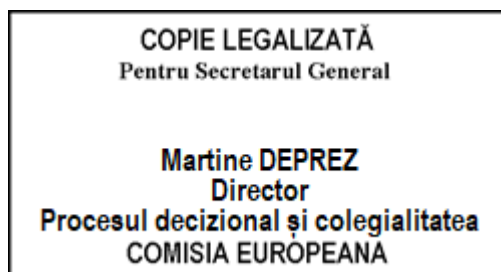 COPIE LEGALIZATĂ
Pentru Secretarul General
Martine DEPREZ
Director
Procesul decizional și colegialitatea
COMISIA EUROPEANA